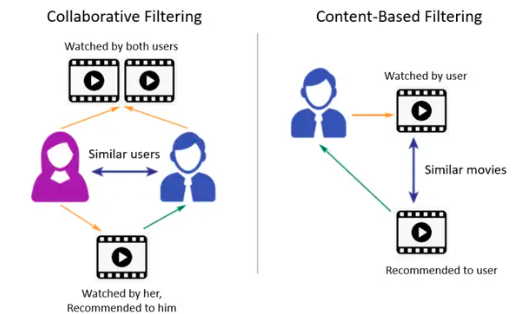 Collaborative Filtering
Watched by both users
Similar users
Watched by her,
Recommended to him
Content-Based Filtering
Watched by user
Similar movies
Recommended to user